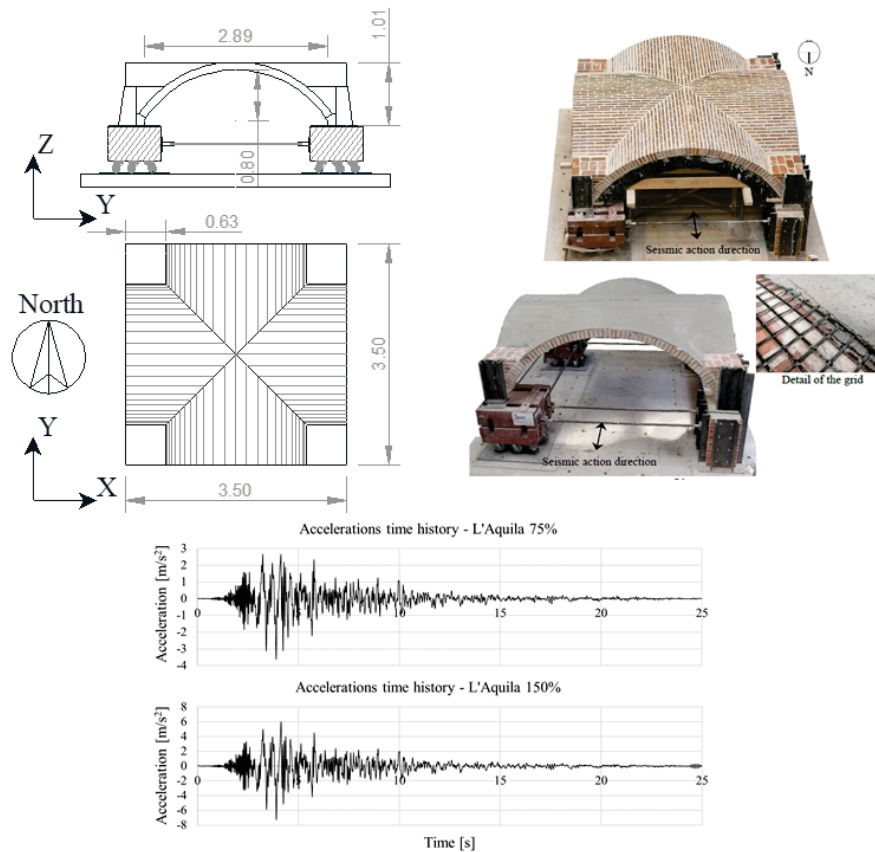 2.89
1.01
Z
0.80
Y
0.63
North
3.50
Y
X
3.50
N
Seismic action direction
Detail of the grid
Seismic action direction
Accelerations time history - L'Aquila 75%
Acceleration [m/s²]
3
2
1
0
-1
-2
-3
-4
0
5
10
15
20
25
Accelerations time history - L'Aquila 150%
Acceleration [m/s²]
8
6
4
2
0
-2
-4
-6
-8
0
5
10
15
20
25
Time [s]